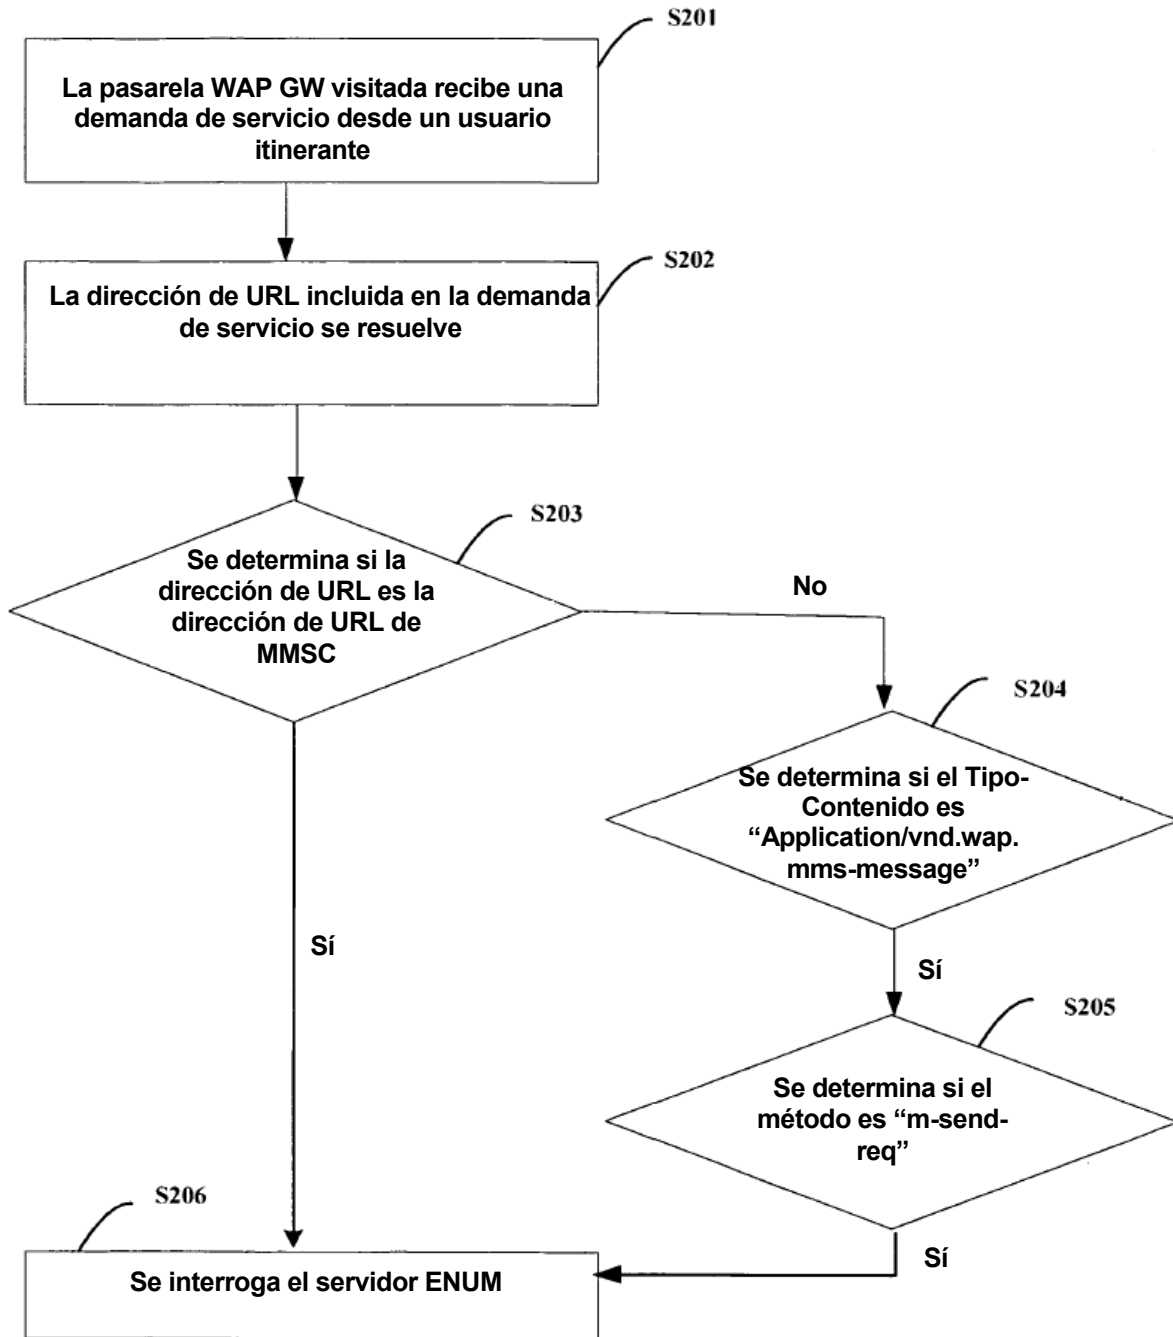 S201
La pasarela WAP GW visitada recibe una
demanda de servicio desde un usuario
itinerante
S202
La dirección de URL incluida en la demanda
de servicio se resuelve
S203
Se determina si la
dirección de URL es la
dirección de URL de
MMSC
No
S204
Se determina si el Tipo-
Contenido es
“Application/vnd.wap.
mms-message”
Sí
Sí
S205
Se determina si el
método es “m-send-
req”
S206
Sí
Se interroga el servidor ENUM